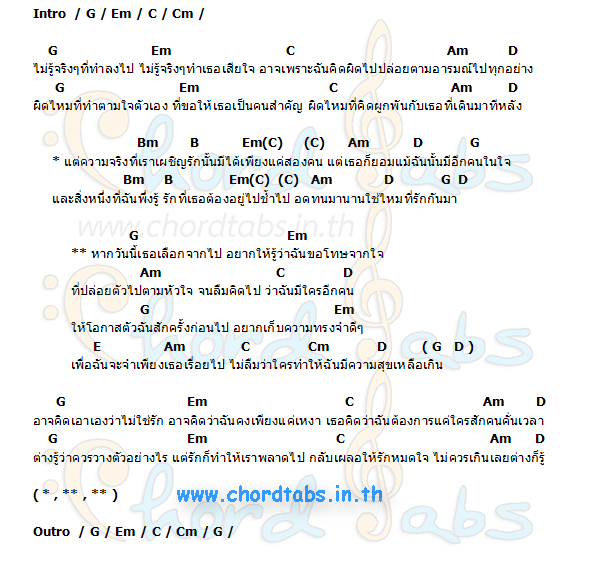 Intro / G / Em / C / Cm /
G Em C Am D
ไม่รู้จริงๆที่ทำลงไป ไม่รู้จริงๆทำเธอเสียใจ อาจเพราะฉันคิดผิดไปปล่อยตามอารมณ์ไปทุกอย่าง
G Em C Am D
ผิดไหมที่ทำตามใจตัวเอง ที่ขอให้เธอเป็นคนสำคัญ ผิดไหมที่คิดผูกพันกับเธอที่เดินมาทีหลัง
Bm B Em(C) (C) Am D G
* แต่ความจริงที่เราเผชิญรักนั้นมิได้เพียงแค่สองคน แต่เธอก็ยอมแม้ฉันนั้นมีอีกคนในใจ
Bm B Em(C) (C) Am D G D
และสิ่งหนึ่งที่ฉันพึ่งรู้ รักที่เธอต้องอยู่ไปช้ำไป อดทนมานานใช่ไหมที่รักกันมา
www.chordtabs.in.th
G Em
** หากวันนี้เธอเลือกจากไป อยากให้รู้ว่าฉันขอโทษจากใจ
Am C D
ที่ปล่อยตัวไปตามหัวใจ จนลืมคิดไป ว่าฉันมีใครอีกคน
G Em
ให้โอกาสตัวฉันสักครั้งก่อนไป อยากเก็บความทรงจำดีๆ
E Am C Cm D ( G D )
เพื่อฉันจะจำเพียงเธอเรื่อยไป ไม่ลืมว่าใครทำให้ฉันมีความสุขเหลือเกิน
G Em C Am D
อาจคิดเอาเองว่าไม่ใช่รัก อาจคิดว่าฉันคงเพียงแค่เหงา เธอคิดว่าฉันต้องการแค่ใครสักคนคั่นเวลา
G Em C Am D
ต่างรู้ว่าควรวางตัวอย่างไร แต่รักก็ทำให้เราพลาดไป กลับเผลอให้รักหมดใจ ไม่ควรเกินเลยต่างก็รู้
( * , ** , ** ) www.chordtabs.in.th
Outro / G / Em / C / Cm / G /